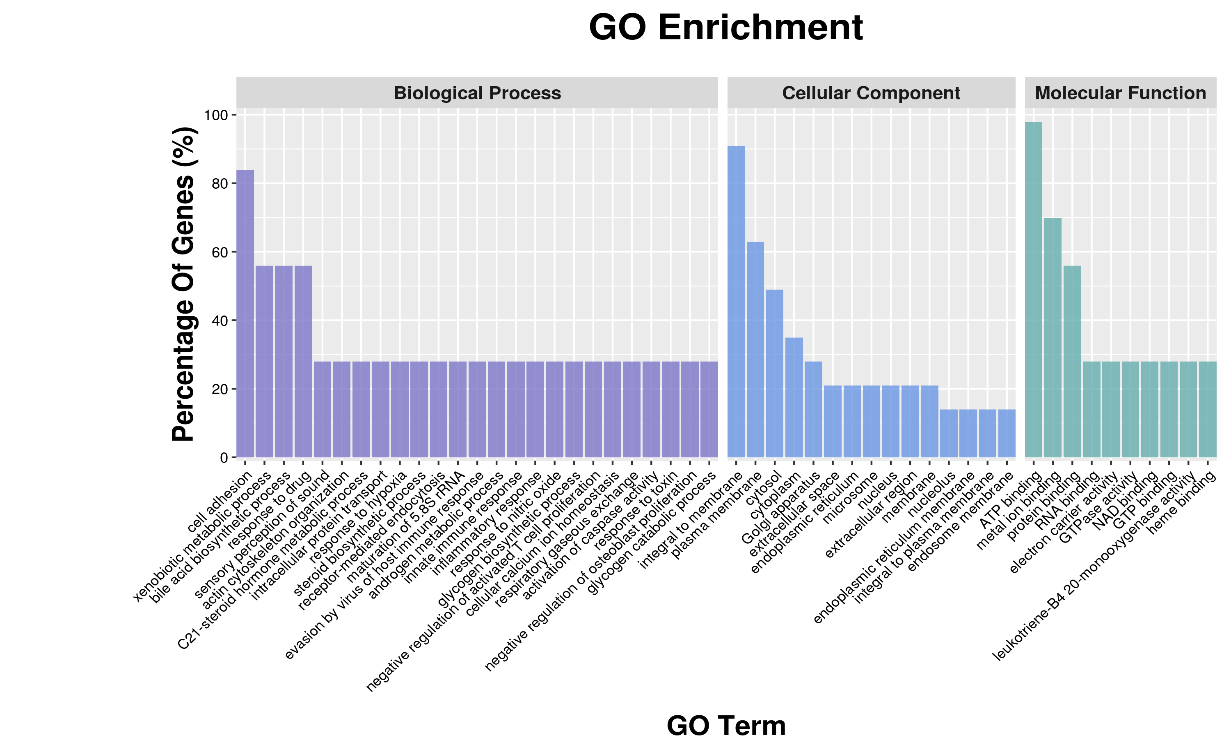 GO Enrichment
Biological Process
Cellular Component
Molecular Function
Percentage Of Genes (%)
100
80
60
40
20
0
cell adhesion
xenobiotic metabolic process
bile acid biosynthetic process
response to drug
sensory perception of sound
actin cytoskeleton organization
C21-steroid hormone metabolic process
intracellular protein transport
response to hypoxia
steroid biosynthetic process
receptor-mediated endocytosis
maturation of 5.8S rRNA
evasion by virus of host immune response
androgen metabolic process
innate immune response
inflammatory response
response to nitric oxide
glycogen biosynthetic process
negative regulation of activated T cell proliferation
cellular calcium ion homeostasis
respiratory gaseous exchange
activation of caspase activity
response to toxin
negative regulation of osteoblast proliferation
glycogen catabolic process
integral to membrane
plasma membrane
cytosol
cytoplasm
Golgi apparatus
extracellular space
endoplasmic reticulum
microsome
nucleus
extracellular region
membrane
nucleolus
endoplasmic reticulum membrane
integral to plasma membrane
endosome membrane
ATP binding
metal ion binding
protein binding
RNA binding
electron carrier activity
GTPase activity
NAD binding
GTP binding
leukotriene-B4 20-monooxygenase activity
heme binding
GO Term